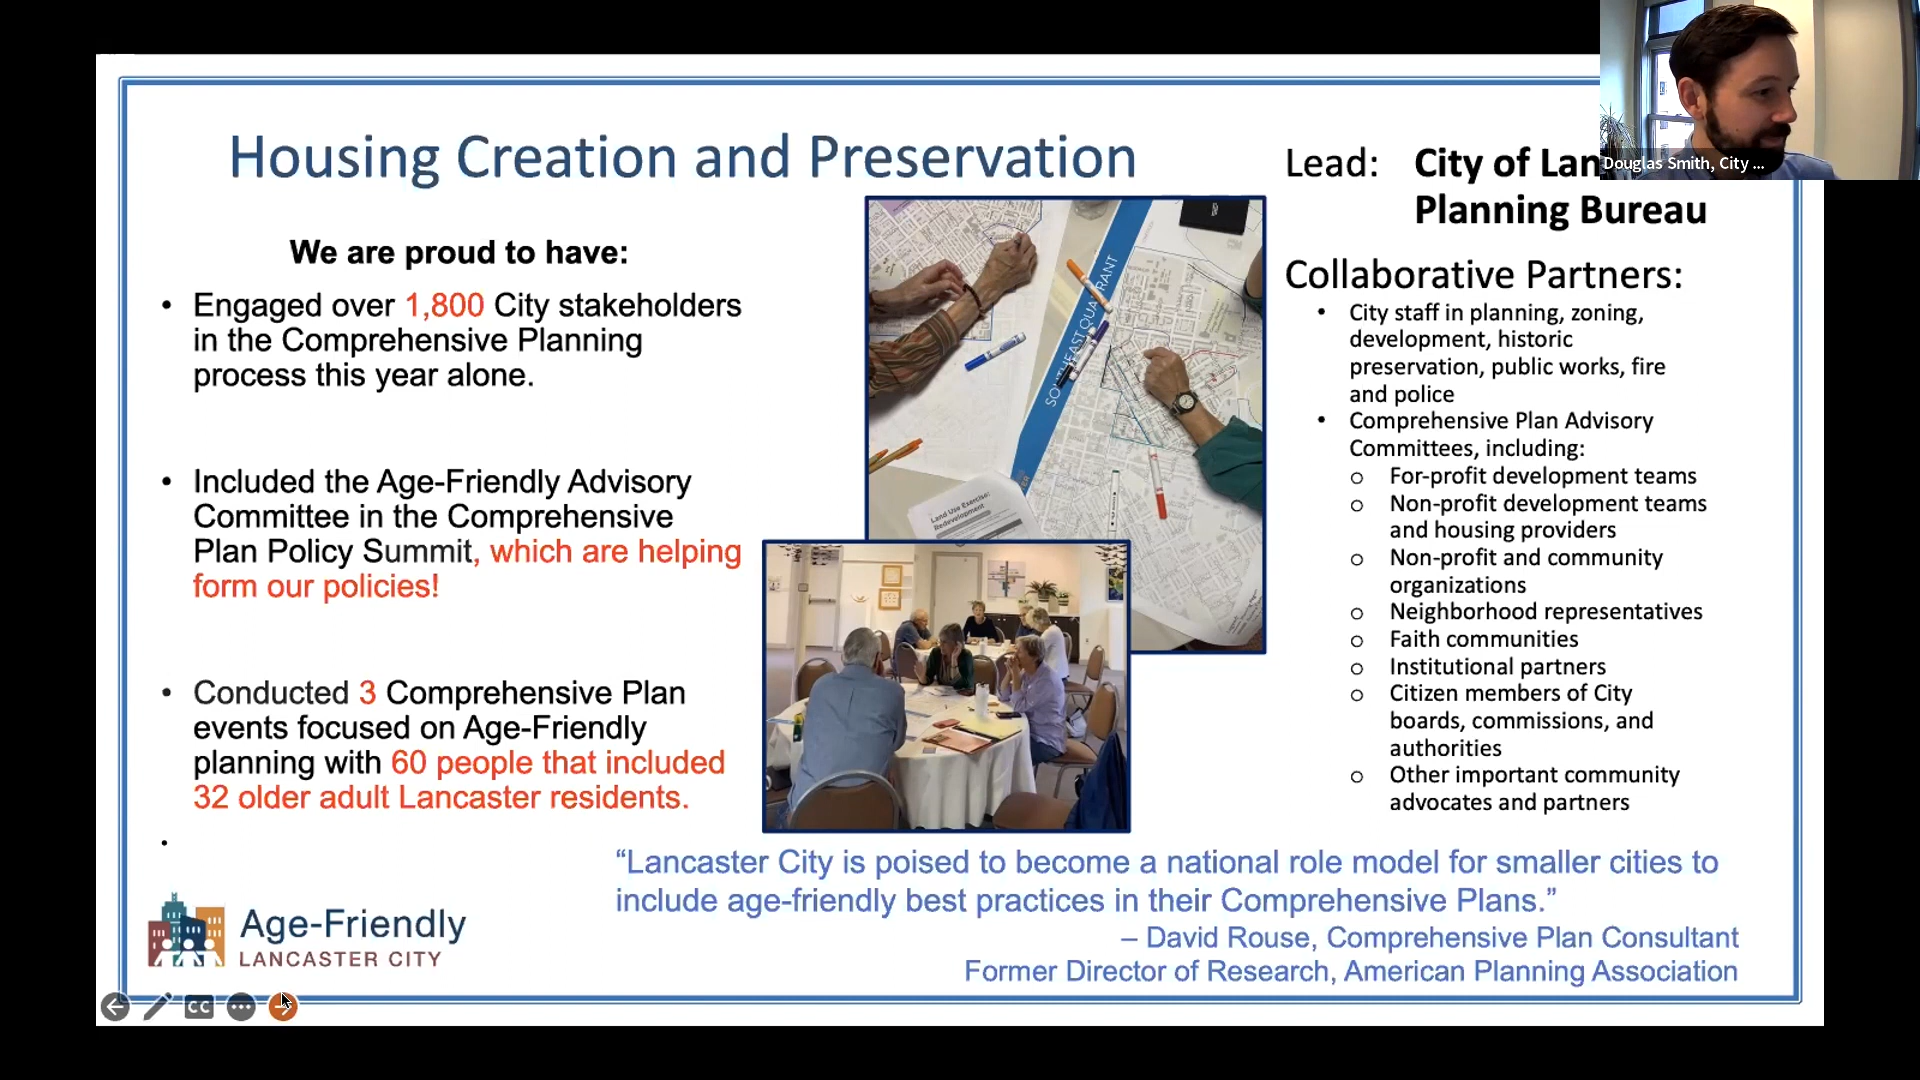 Housing Creation and Preservation
We are proud to have:
• Engaged over 1,800 City stakeholders
in the Comprehensive Planning
process this year alone.
• Included the Age-Friendly Advisory
Committee in the Comprehensive
Plan Policy Summit, which are helping
form our policies!
• Conducted 3 Comprehensive Plan
events focused on Age-Friendly
planning with 60 people that included
32 older adult Lancaster residents.
•
SOUTHEAST QUADRANT
Land Use Exercise:
Redevelopment
Lead: City of Lan
Planning Bureau
Douglas Smith, City ...
Collaborative Partners:
• City staff in planning, zoning,
development, historic
preservation, public works, fire
and police
• Comprehensive Plan Advisory
Committees, including:
o For-profit development teams
o Non-profit development teams
and housing providers
o Non-profit and community
organizations
o Neighborhood representatives
o Faith communities
o Institutional partners
o Citizen members of City
boards, commissions, and
authorities
o Other important community
advocates and partners
“Lancaster City is poised to become a national role model for smaller cities to
include age-friendly best practices in their Comprehensive Plans.”
– David Rouse, Comprehensive Plan Consultant
Former Director of Research, American Planning Association
Age-Friendly
LANCASTER CITY
CC